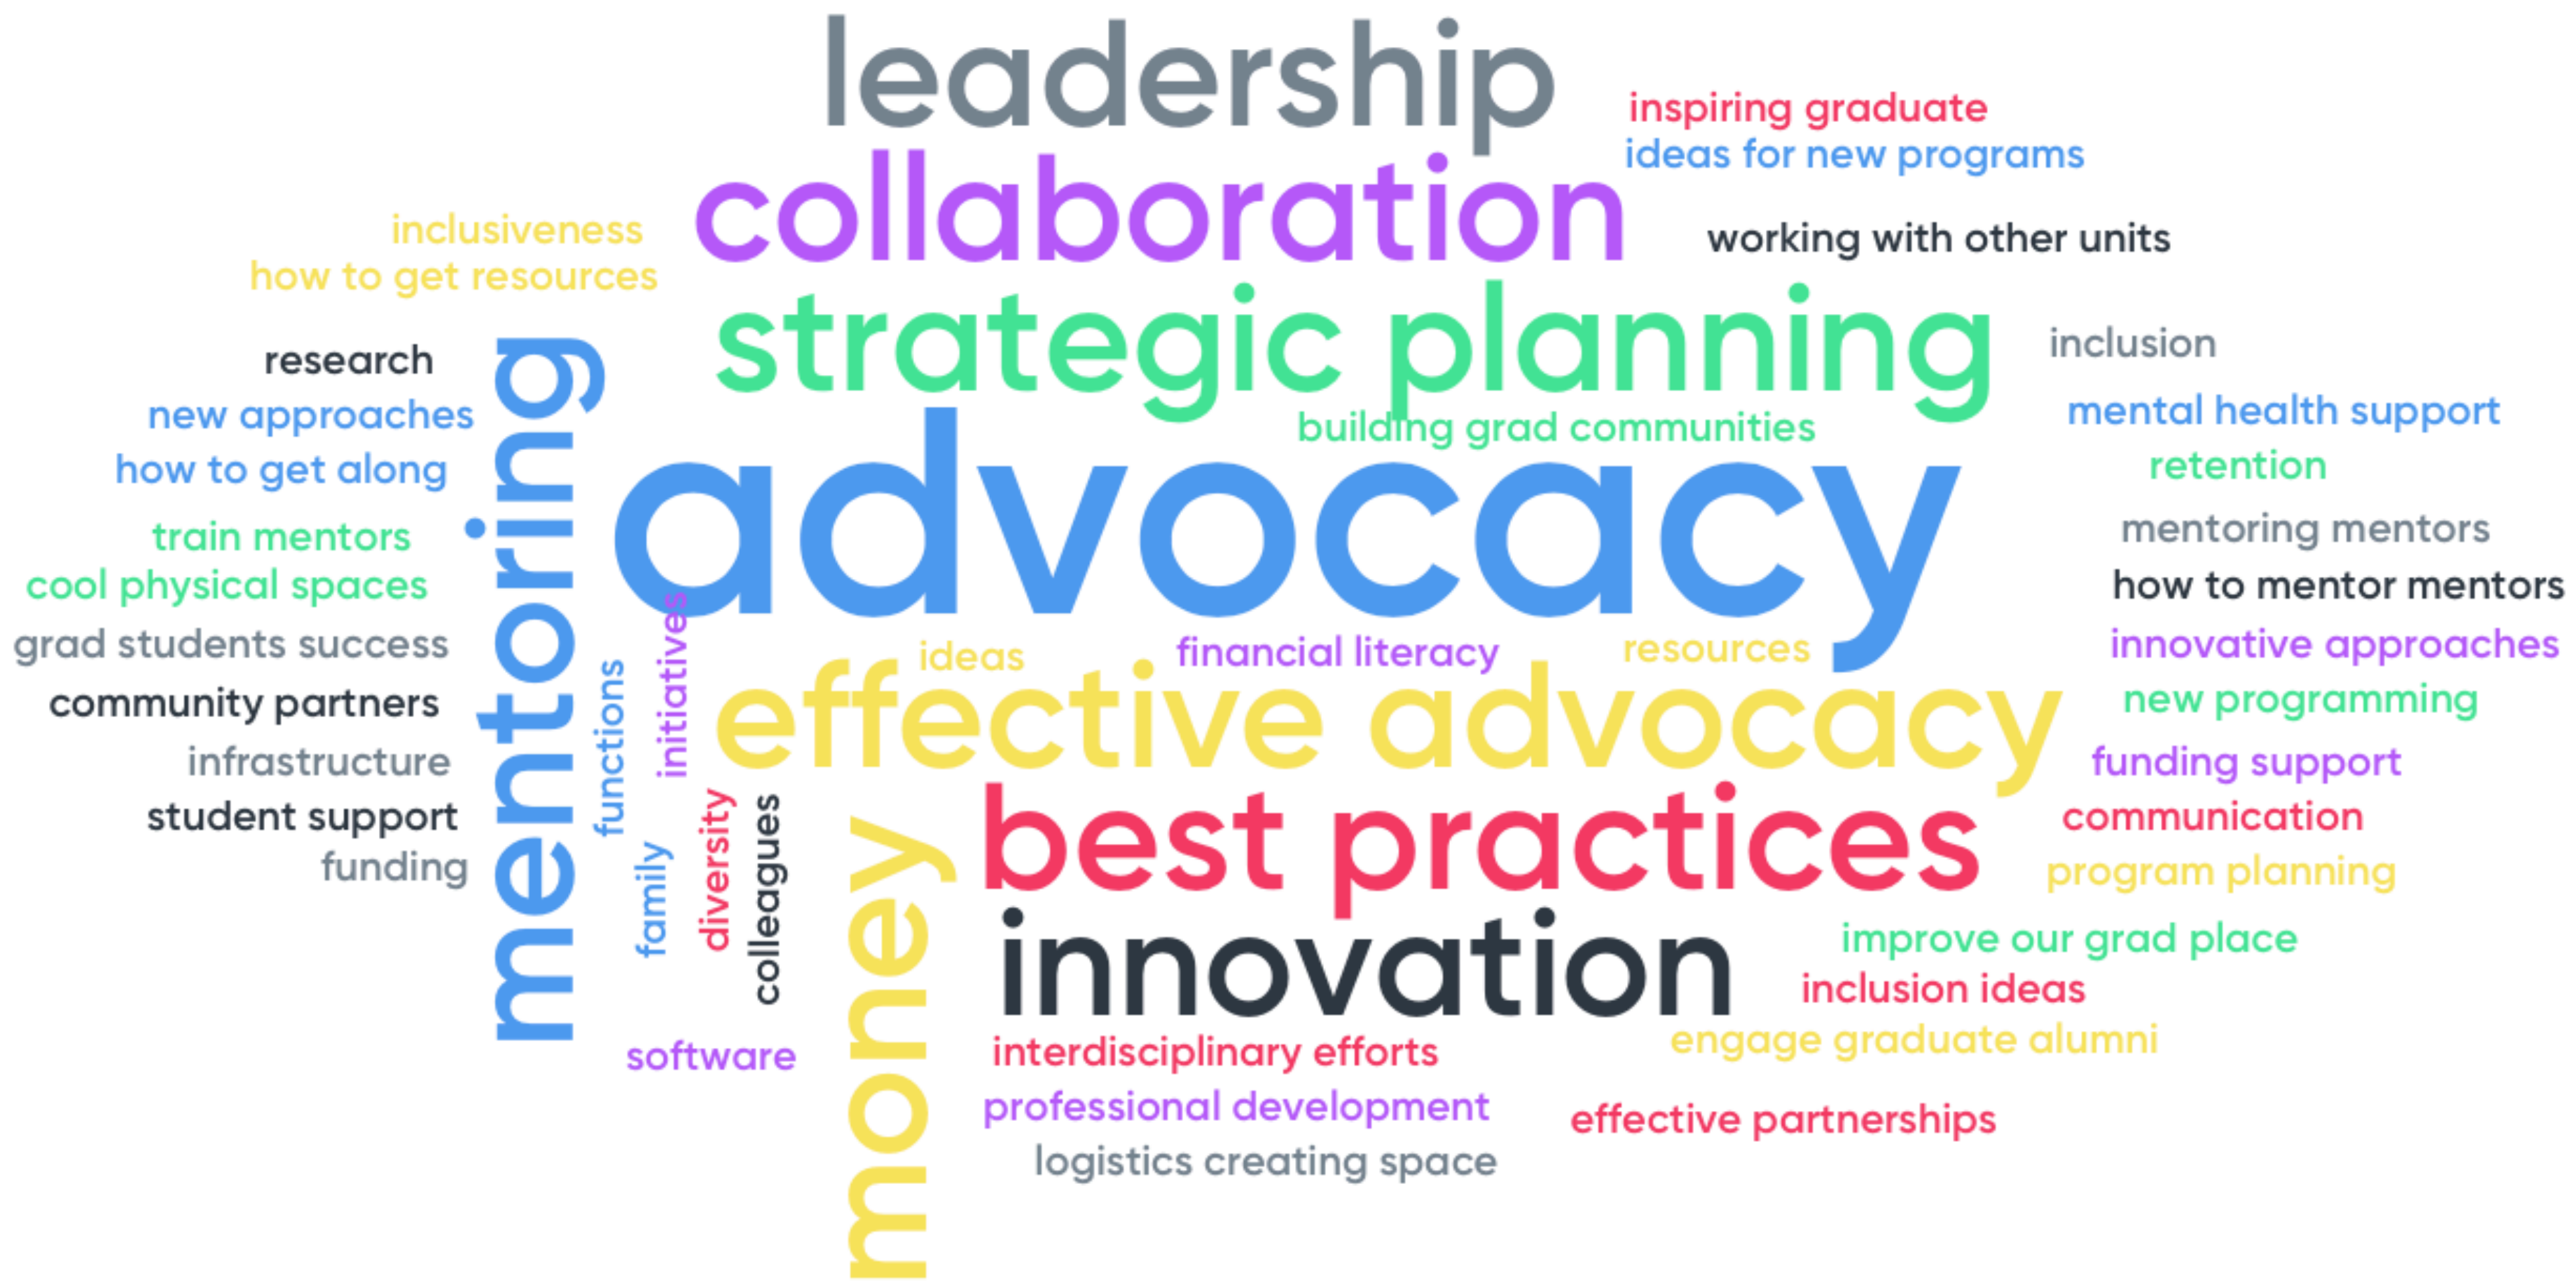 leadership
inspiring graduate
ideas for new programs
collaboration
inclusiveness
working with other units
how to get resources
strategic planning
inclusion
research
mentoring
new approaches
mental health support
building grad communities
how to get along
retention
advocacy
train mentors
mentoring mentors
cool physical spaces
how to mentor mentors
grad students success
initiatives
ideas
financial literacy
resources
innovative approaches
community partners
functions
effective advocacy
new programming
infrastructure
funding support
student support
diversity
colleagues
best practices
communication
funding
family
money
program planning
innovation
improve our grad place
inclusion ideas
software
interdisciplinary efforts
engage graduate alumni
professional development
effective partnerships
logistics creating space